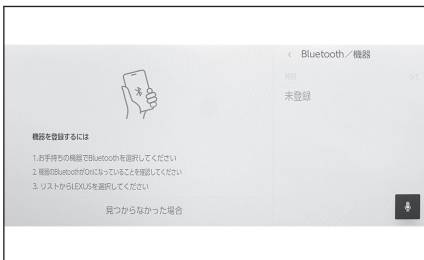 < Bluetooth／機器
機器 0/5
未登録
機器を登録するには
1.お手持ちの機器でBluetoothを選択してください
2.機器のBluetoothがOnになっていることを確認してください
3. リストからLEXUSを選択してください
見つからなかった場合